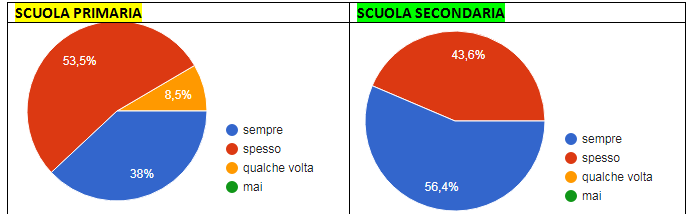 SCUOLA PRIMARIA
53,5%
8,5%
38%
sempre
spesso
qualche volta
mai
SCUOLA SECONDARIA
43,6%
56,4%
sempre
spesso
qualche volta
mai